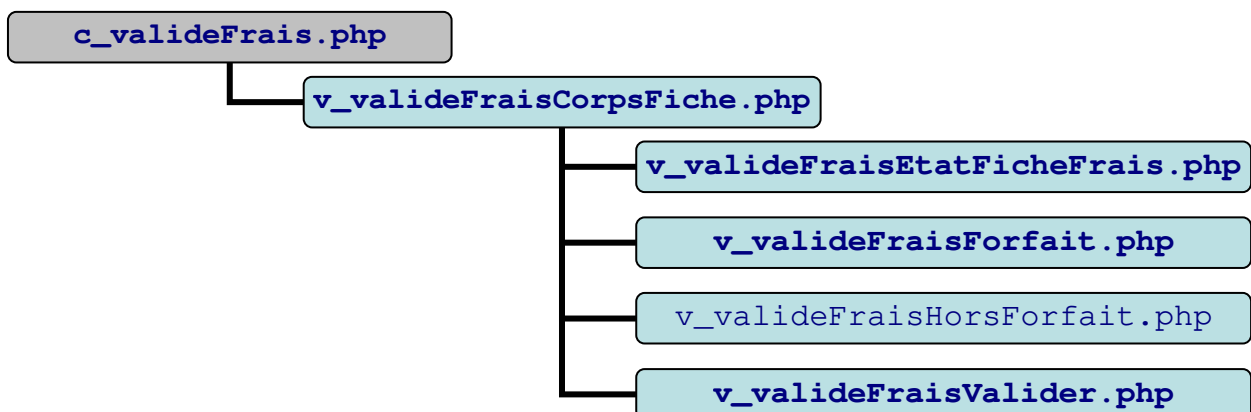 c_valideFrais.php
v_valideFraisCorpsFiche.php
v_valideFraisEtatFicheFrais.php
v_valideFraisForfait.php
v_valideFraisHorsForfait.php
v_valideFraisValider.php